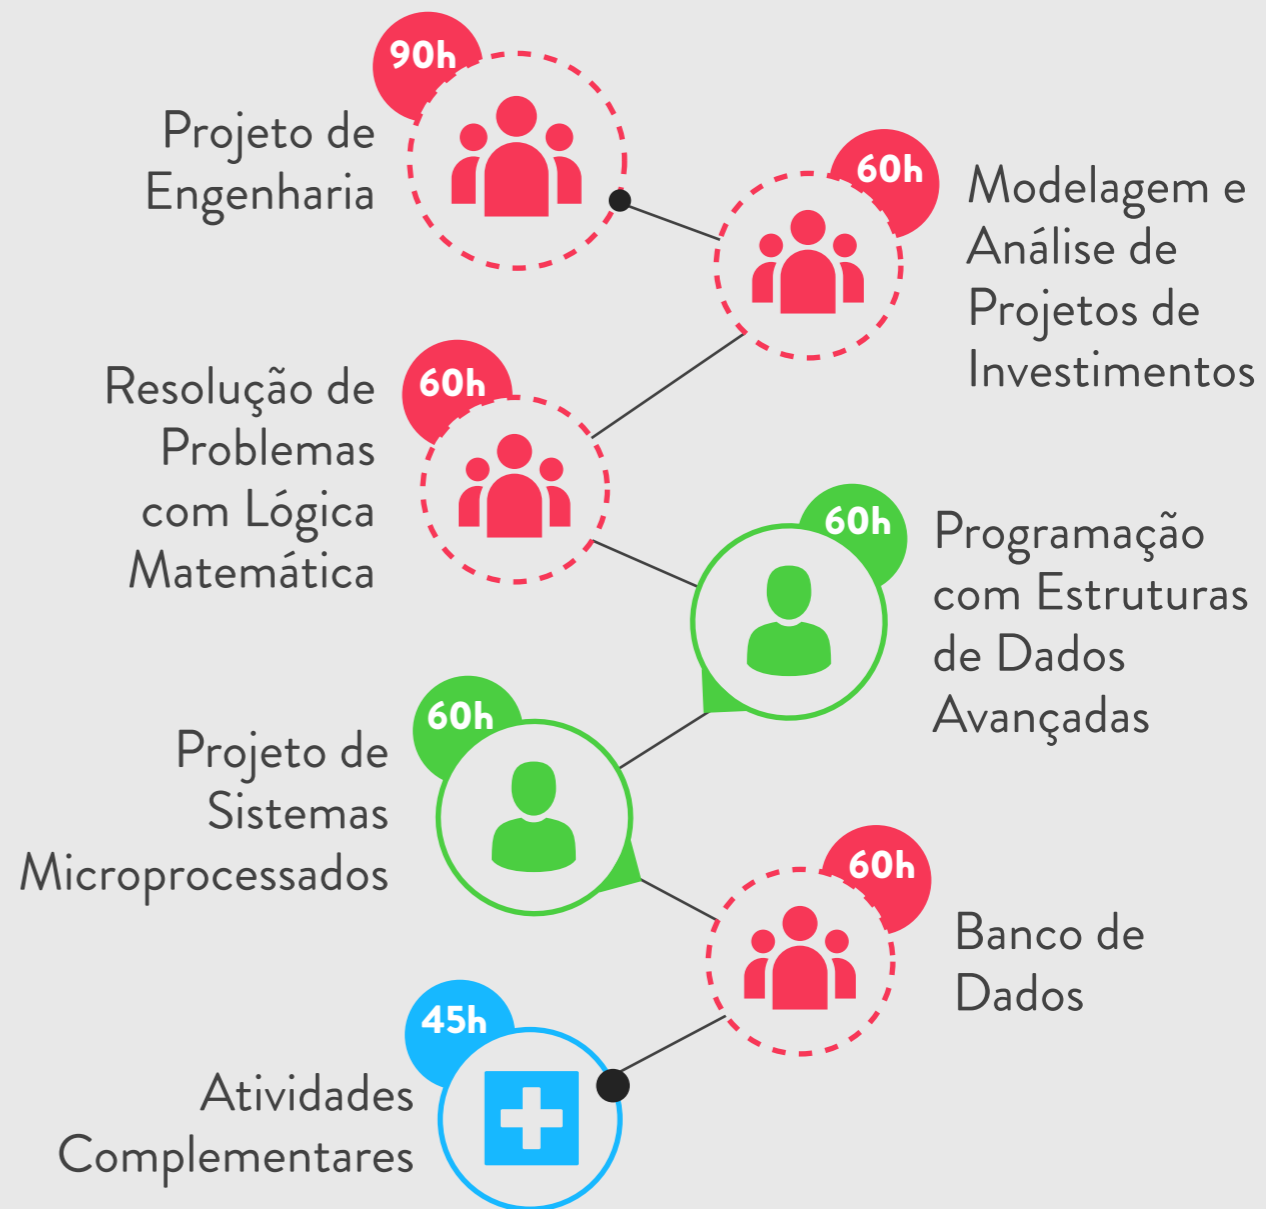 90h
Projeto de
Engenharia
60h
Modelagem e
Análise de
Projetos de
Investimentos
60h
Resolução de
Problemas
com Lógica
Matemática
60h
Programação
com Estruturas
de Dados
Avançadas
60h
Projeto de
Sistemas
Microprocessados
60h
Banco de
Dados
45h
Atividades
Complementares